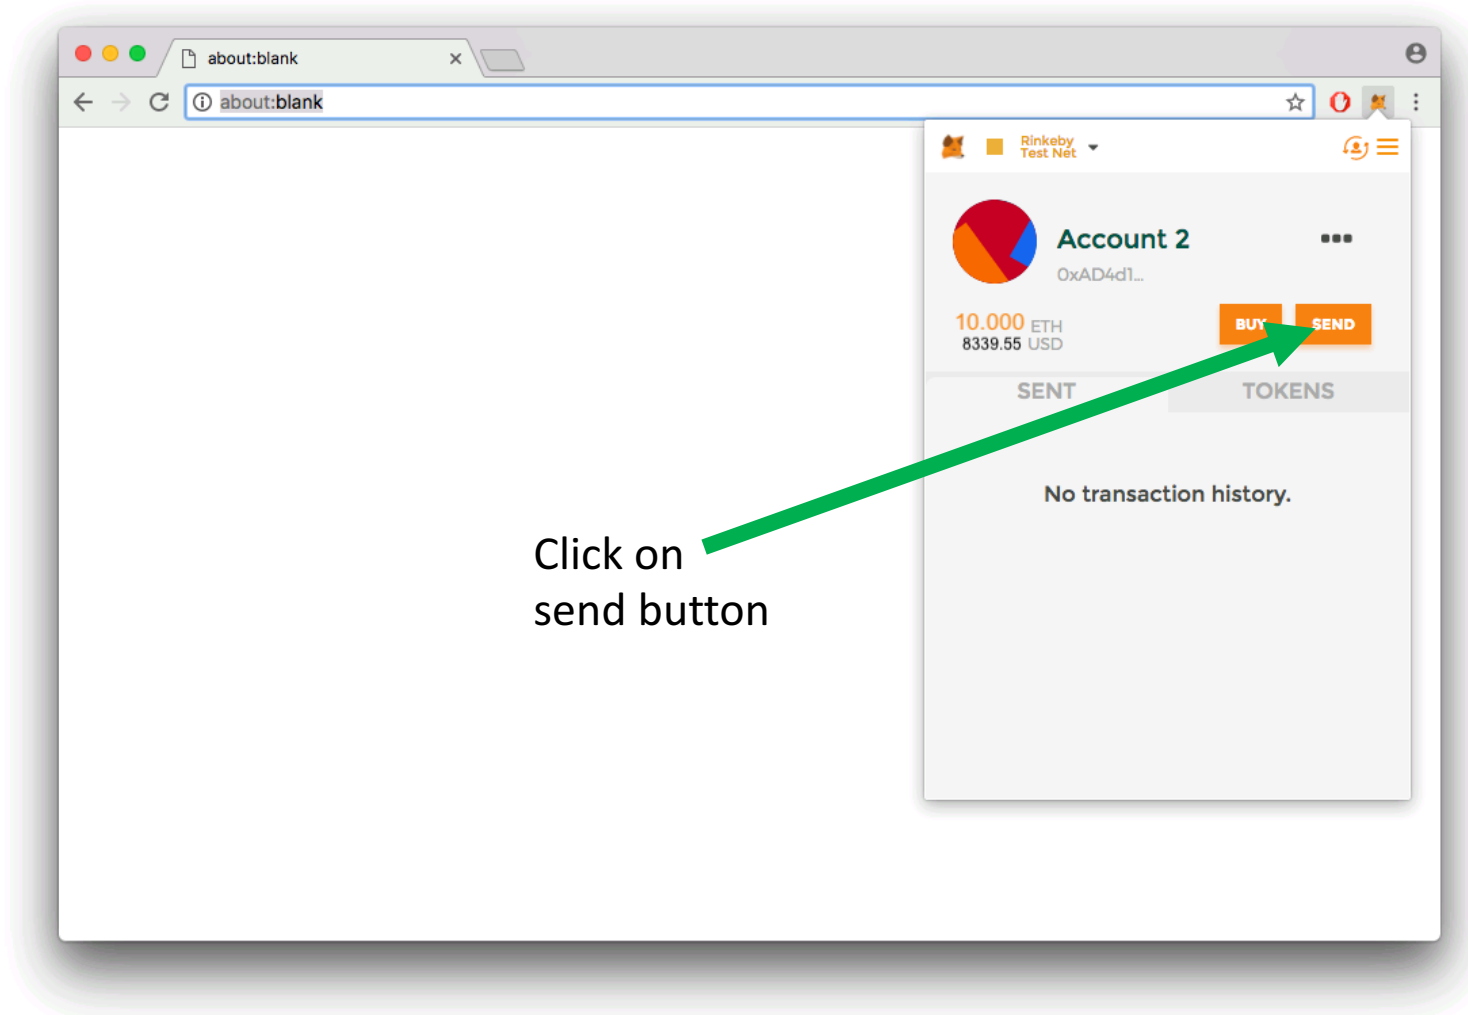 about:blank
about:blank
Rinkeby
Test Net
Account 2
0xAD4d1...
10.000 ETH
8339.55 USD
BUY
SEND
SENT
TOKENS
No transaction history.
Click on
send button